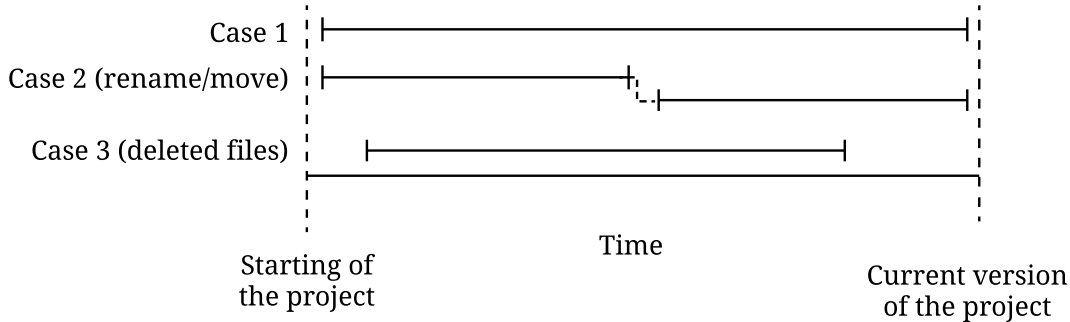 Case 1
Case 2 (rename/move)
Case 3 (deleted files)
Time
Starting of
the project
Current version
of the project